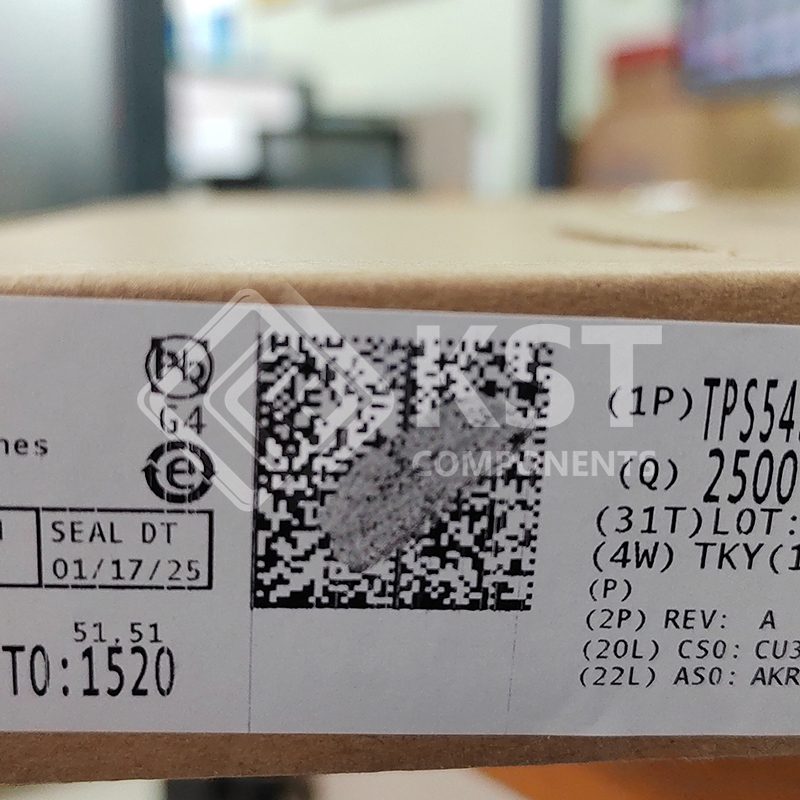 Pb
G4
nes
e
SEAL DT
01/17/25
51,51
TO:1520
(1P) TPS54
(Q) 2500
(31T)LOT:
(4W) TKY(1
(P)
(2P) REV: A
(20L) CSO: CU3
(22L) ASO: AKR
KST
COMPONENTS